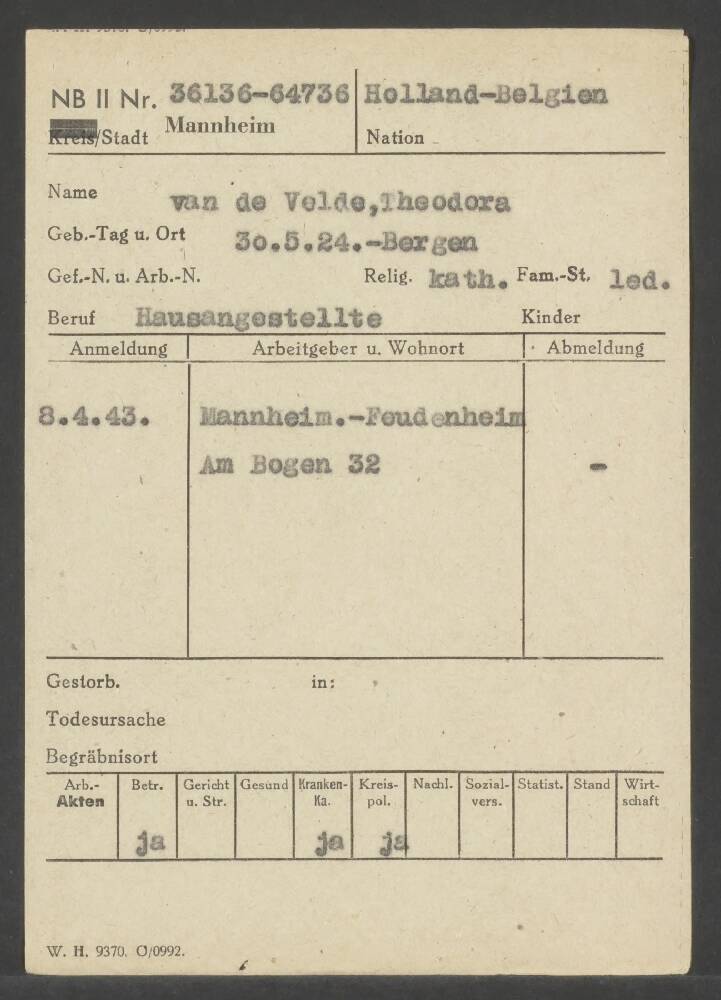 NB II Nr. 36136-64736 Holland-Belgien
Kreis/Stadt Mannheim Nation
Name van de Velde,Theodora
Geb.-Tag u. Ort 3o.5.24.-Bergen
Gef.-N. u. Arb.-N. Relig. kath. Fam.-St. led.
Beruf Hausangestellte Kinder
Anmeldung Arbeitgeber u. Wohnort Abmeldung
8.4.43. Mannheim.-Feudenheim
Am Bogen 32 -
Gestorb. in:
Todesursache
Begräbnisort
Arb.- Betr. Gericht Gesund Kranken- Kreis- Nachl. Sozial- Statist. Stand Wirt-
Akten u. Str. Ka. pol. vers. schaft
ja ja ja
W. H. 9370. O/0992.